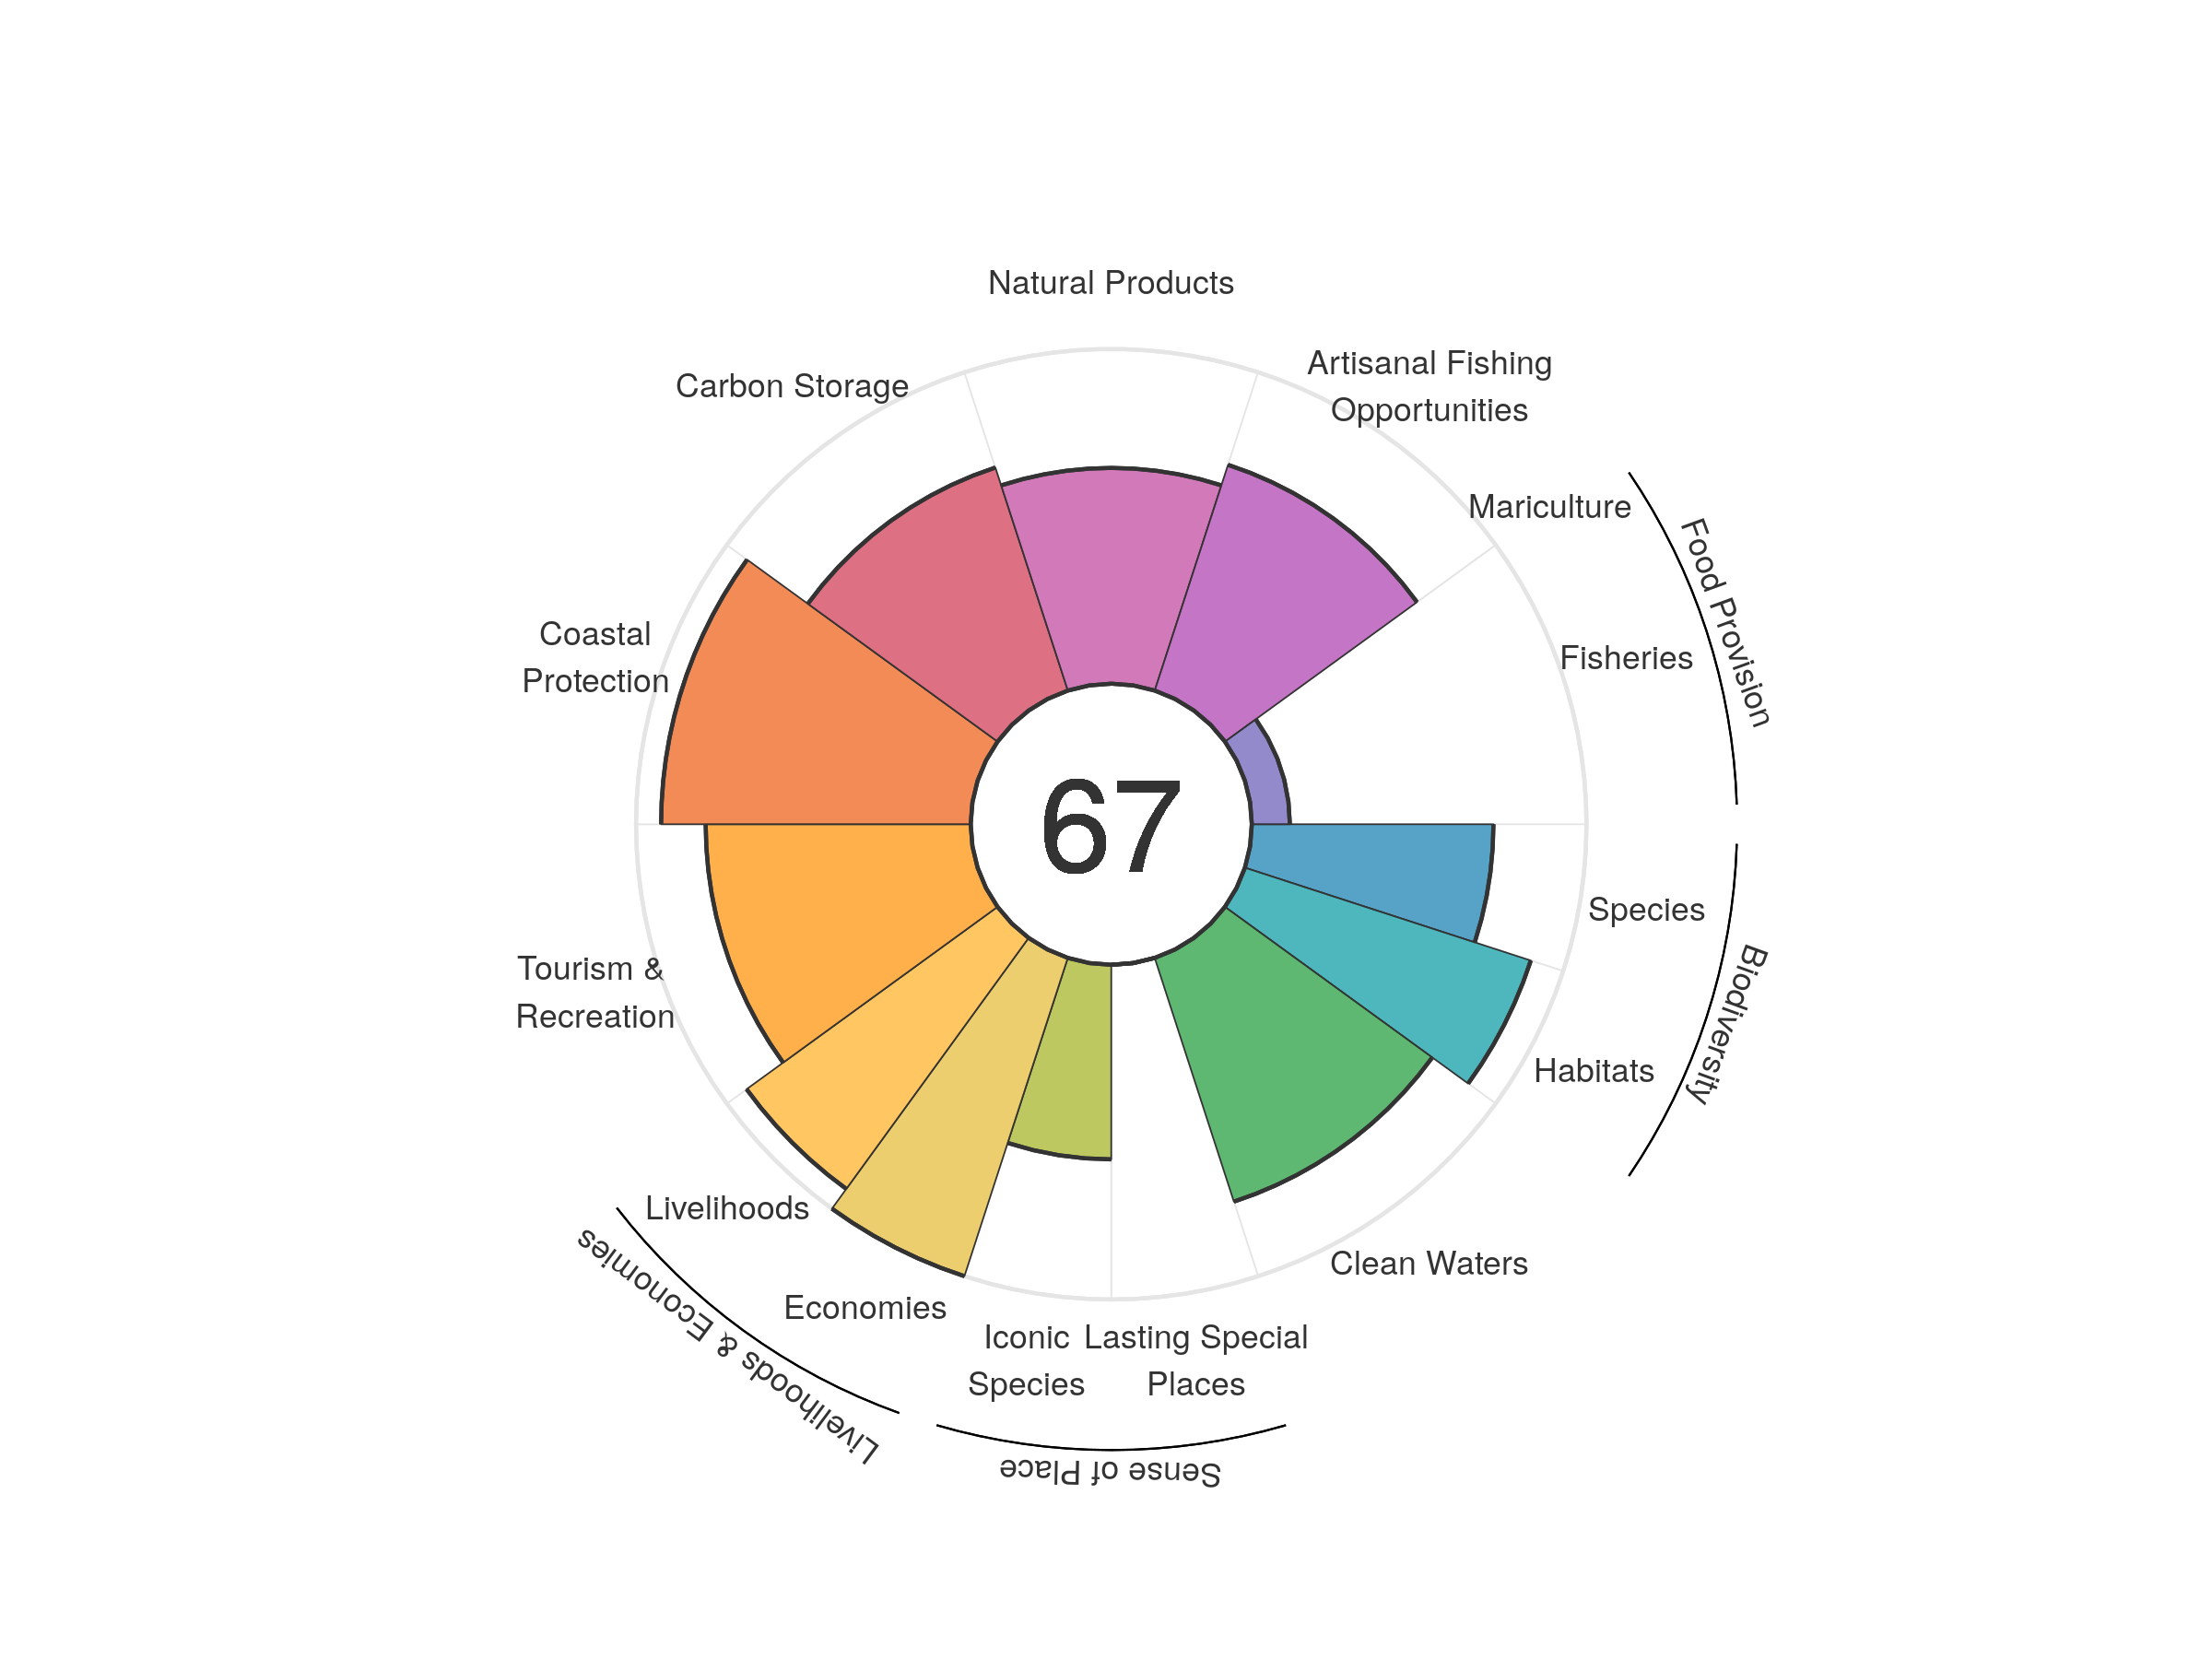 Natural Products
Artisanal Fishing
Opportunities
Carbon Storage
Mariculture
Food Provision
Fisheries
Coastal
Protection
67
Species
Biodiversity
Habitats
Tourism &
Recreation
Livelihoods
Livelihoods & Economies
Economies
Clean Waters
Iconic
Species
Lasting Special
Places
Sense of Place